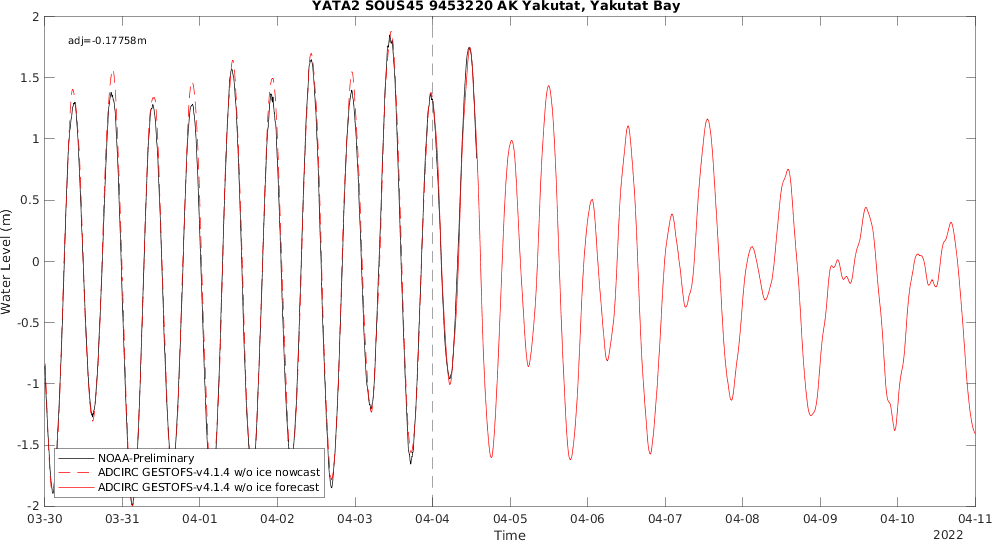 YATA2 SOUS45 9453220 AK Yakutat, Yakutat Bay
adj=-0.17758m
2
1.5
1
0.5
0
-0.5
-1
-1.5
-2
Water Level (m)
NOAA-Preliminary
ADCIRC GESTOFS-v4.1.4 w/o ice nowcast
ADCIRC GESTOFS-v4.1.4 w/o ice forecast
03-30 03-31 04-01 04-02 04-03 04-04 04-05 04-06 04-07 04-08 04-09 04-10 04-11
Time
2022